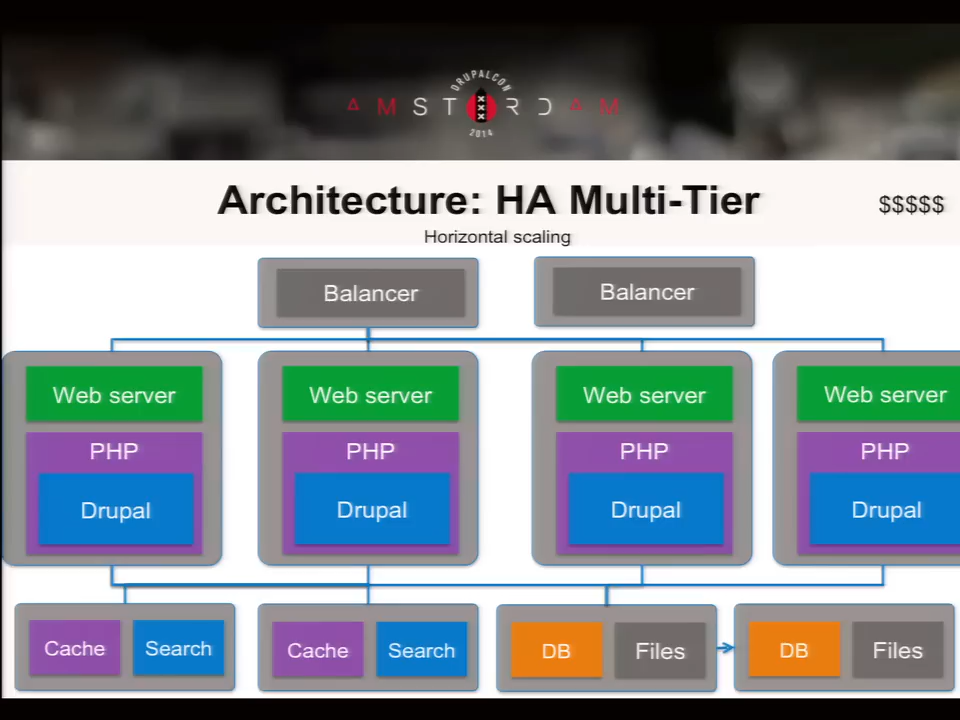 DRUPALCON
AMSTERDAM
2014
Architecture: HA Multi-Tier
$$$$$
Horizontal scaling
Balancer Balancer
Web server Web server Web server Web server
PHP PHP PHP PHP
Drupal Drupal Drupal Drupal
Cache Search Cache Search DB Files DB Files